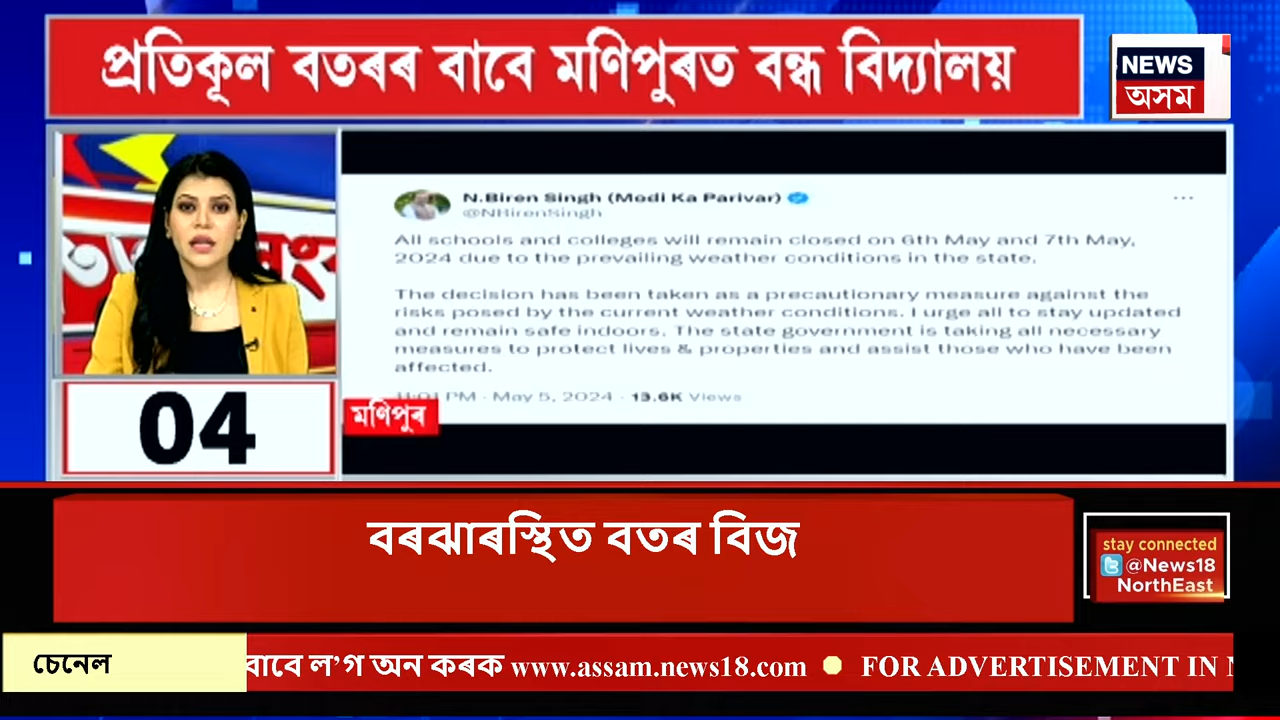 প্ৰতিকূল বতৰৰ বাবে মণিপুৰত বন্ধ বিদ্যালয়
NEWS
অসম
N.Biren Singh (Modi Ka Parivar)
@NBirenSingh
All schools and colleges will remain closed on 6th May and 7th May,
2024 due to the prevailing weather conditions in the state.
The decision has been taken as a precautionary measure against the
risks posed by the current weather conditions. I urge all to stay updated
and remain safe indoors. The state government is taking all necessary
measures to protect lives & properties and assist those who have been
affected.
11:01 PM · May 5, 2024 · 13.6K Views
মণিপুৰ
04
বৰঝাৰস্থিত বতৰ বিজ
stay connected
@News18
NorthEast
চেনেল
বাবে ল'গ অন কৰক www.assam.news18.com
FOR ADVERTISEMENT IN